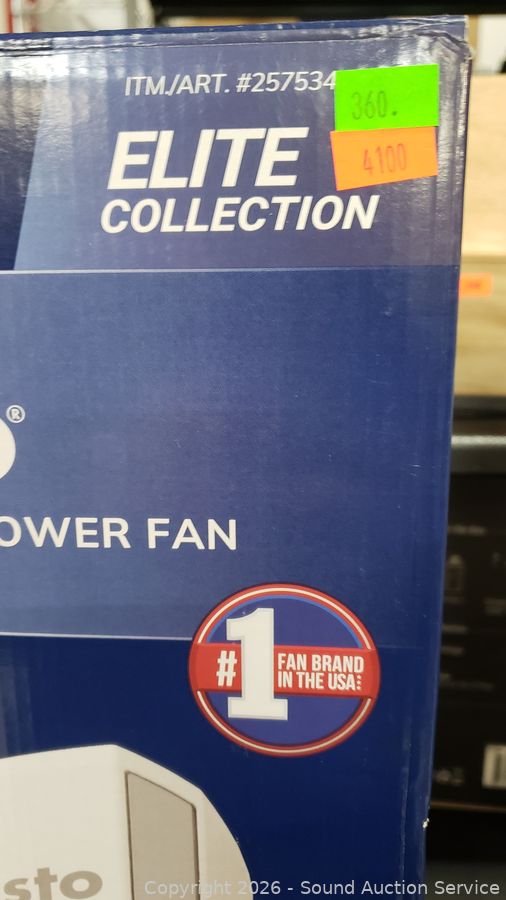 ITM./ART. #257534
360.
4100
ELITE
COLLECTION
®
OWER FAN
#1
FAN BRAND
IN THE USA
sto
Copyright 2026 - Sound Auction Service